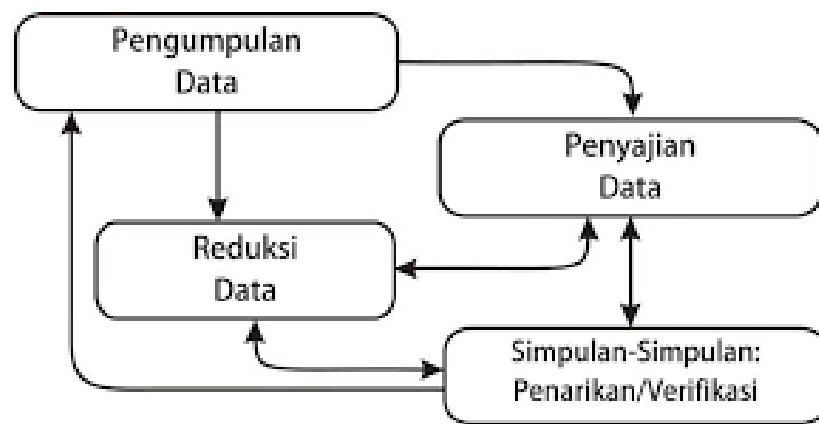 Pengumpulan
Data
Penyajian
Data
Reduksi
Data
Simpulan-Simpulan:
Penarikan/Verifikasi